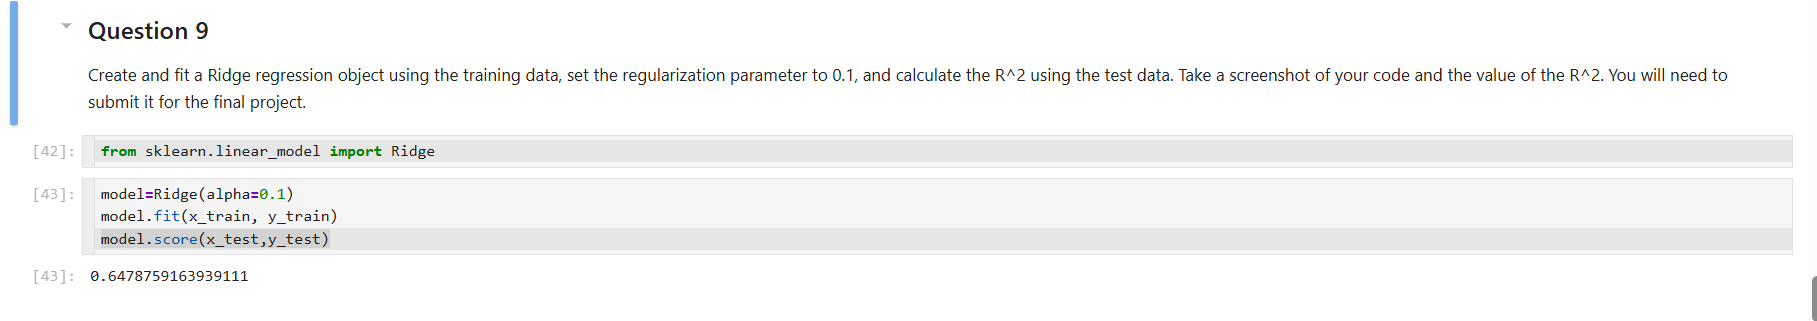 Question 9
Create and fit a Ridge regression object using the training data, set the regularization parameter to 0.1, and calculate the R^2 using the test data. Take a screenshot of your code and the value of the R^2. You will need to
submit it for the final project.
[42]: from sklearn.linear_model import Ridge
[43]: model=Ridge(alpha=0.1)
model.fit(x_train, y_train)
model.score(x_test,y_test)
[43]: 0.6478759163939111